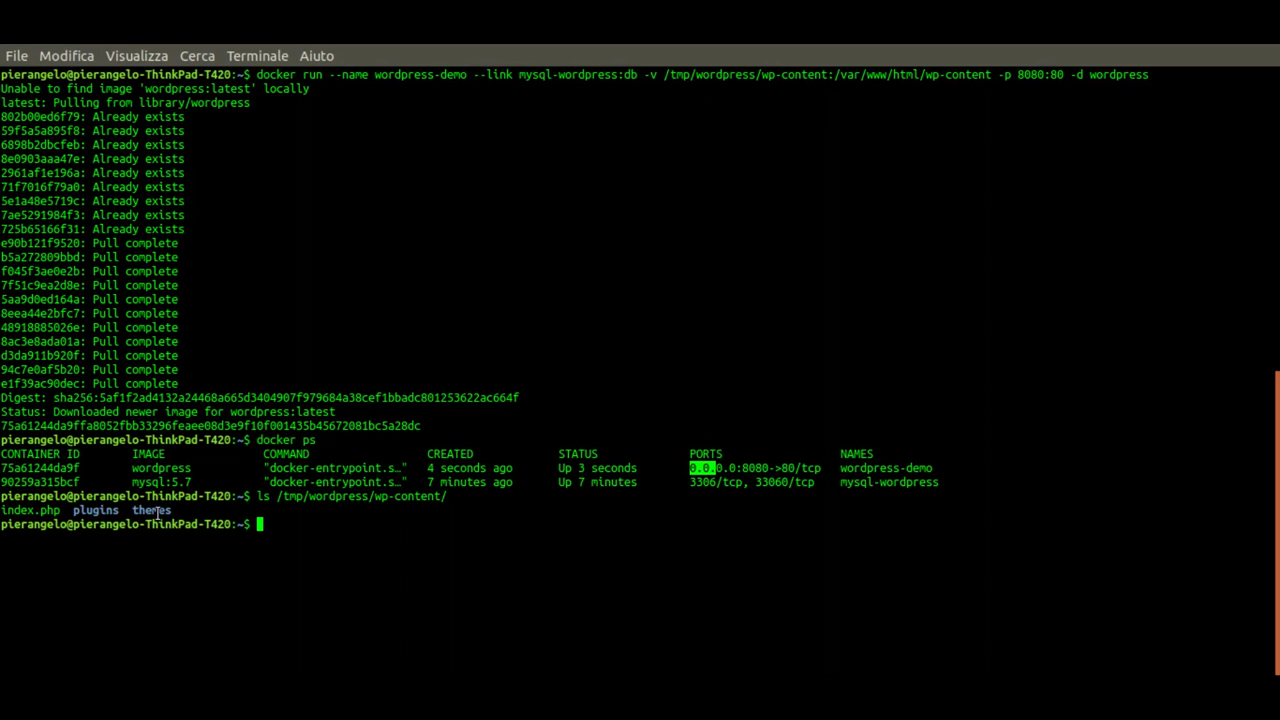 File Modifica Visualizza Cerca Terminale Aiuto
pierangelo@pierangelo-ThinkPad-T420:~$ docker run --name wordpress-demo --link mysql-wordpress:db -v /tmp/wordpress/wp-content:/var/www/html/wp-content -p 8080:80 -d wordpress
Unable to find image 'wordpress:latest' locally
latest: Pulling from library/wordpress
802b00ed6f79: Already exists
59f5a5a895f8: Already exists
6898b2dbcfeb: Already exists
8e0903aaa47e: Already exists
2961af1e196a: Already exists
71f7016f79a0: Already exists
5e1a48e5719c: Already exists
7ae5291984f3: Already exists
725b65166f31: Already exists
e90b121f9520: Pull complete
b5a272809bbd: Pull complete
f045f3ae0e2b: Pull complete
7f51c9ea2d8e: Pull complete
5aa9d0ed164a: Pull complete
8eea44e2bfc7: Pull complete
48918885026e: Pull complete
8ac3e8ada01a: Pull complete
d3da911b920f: Pull complete
94c7e0af5b20: Pull complete
e1f39ac90dec: Pull complete
Digest: sha256:5af1f2ad4132a24468a665d3404907f979684a38cef1bbadc801253622ac664f
Status: Downloaded newer image for wordpress:latest
75a61244da9ffa8052fbb33296feaee08d3e9f10f001435b45672081bc5a28dc
pierangelo@pierangelo-ThinkPad-T420:~$ docker ps
CONTAINER ID IMAGE COMMAND CREATED STATUS PORTS NAMES
75a61244da9f wordpress "docker-entrypoint.s…" 4 seconds ago Up 3 seconds 0.0.0.0:8080->80/tcp wordpress-demo
90259a315bcf mysql:5.7 "docker-entrypoint.s…" 7 minutes ago Up 7 minutes 3306/tcp, 33060/tcp mysql-wordpress
pierangelo@pierangelo-ThinkPad-T420:~$ ls /tmp/wordpress/wp-content/
index.php plugins themes
pierangelo@pierangelo-ThinkPad-T420:~$